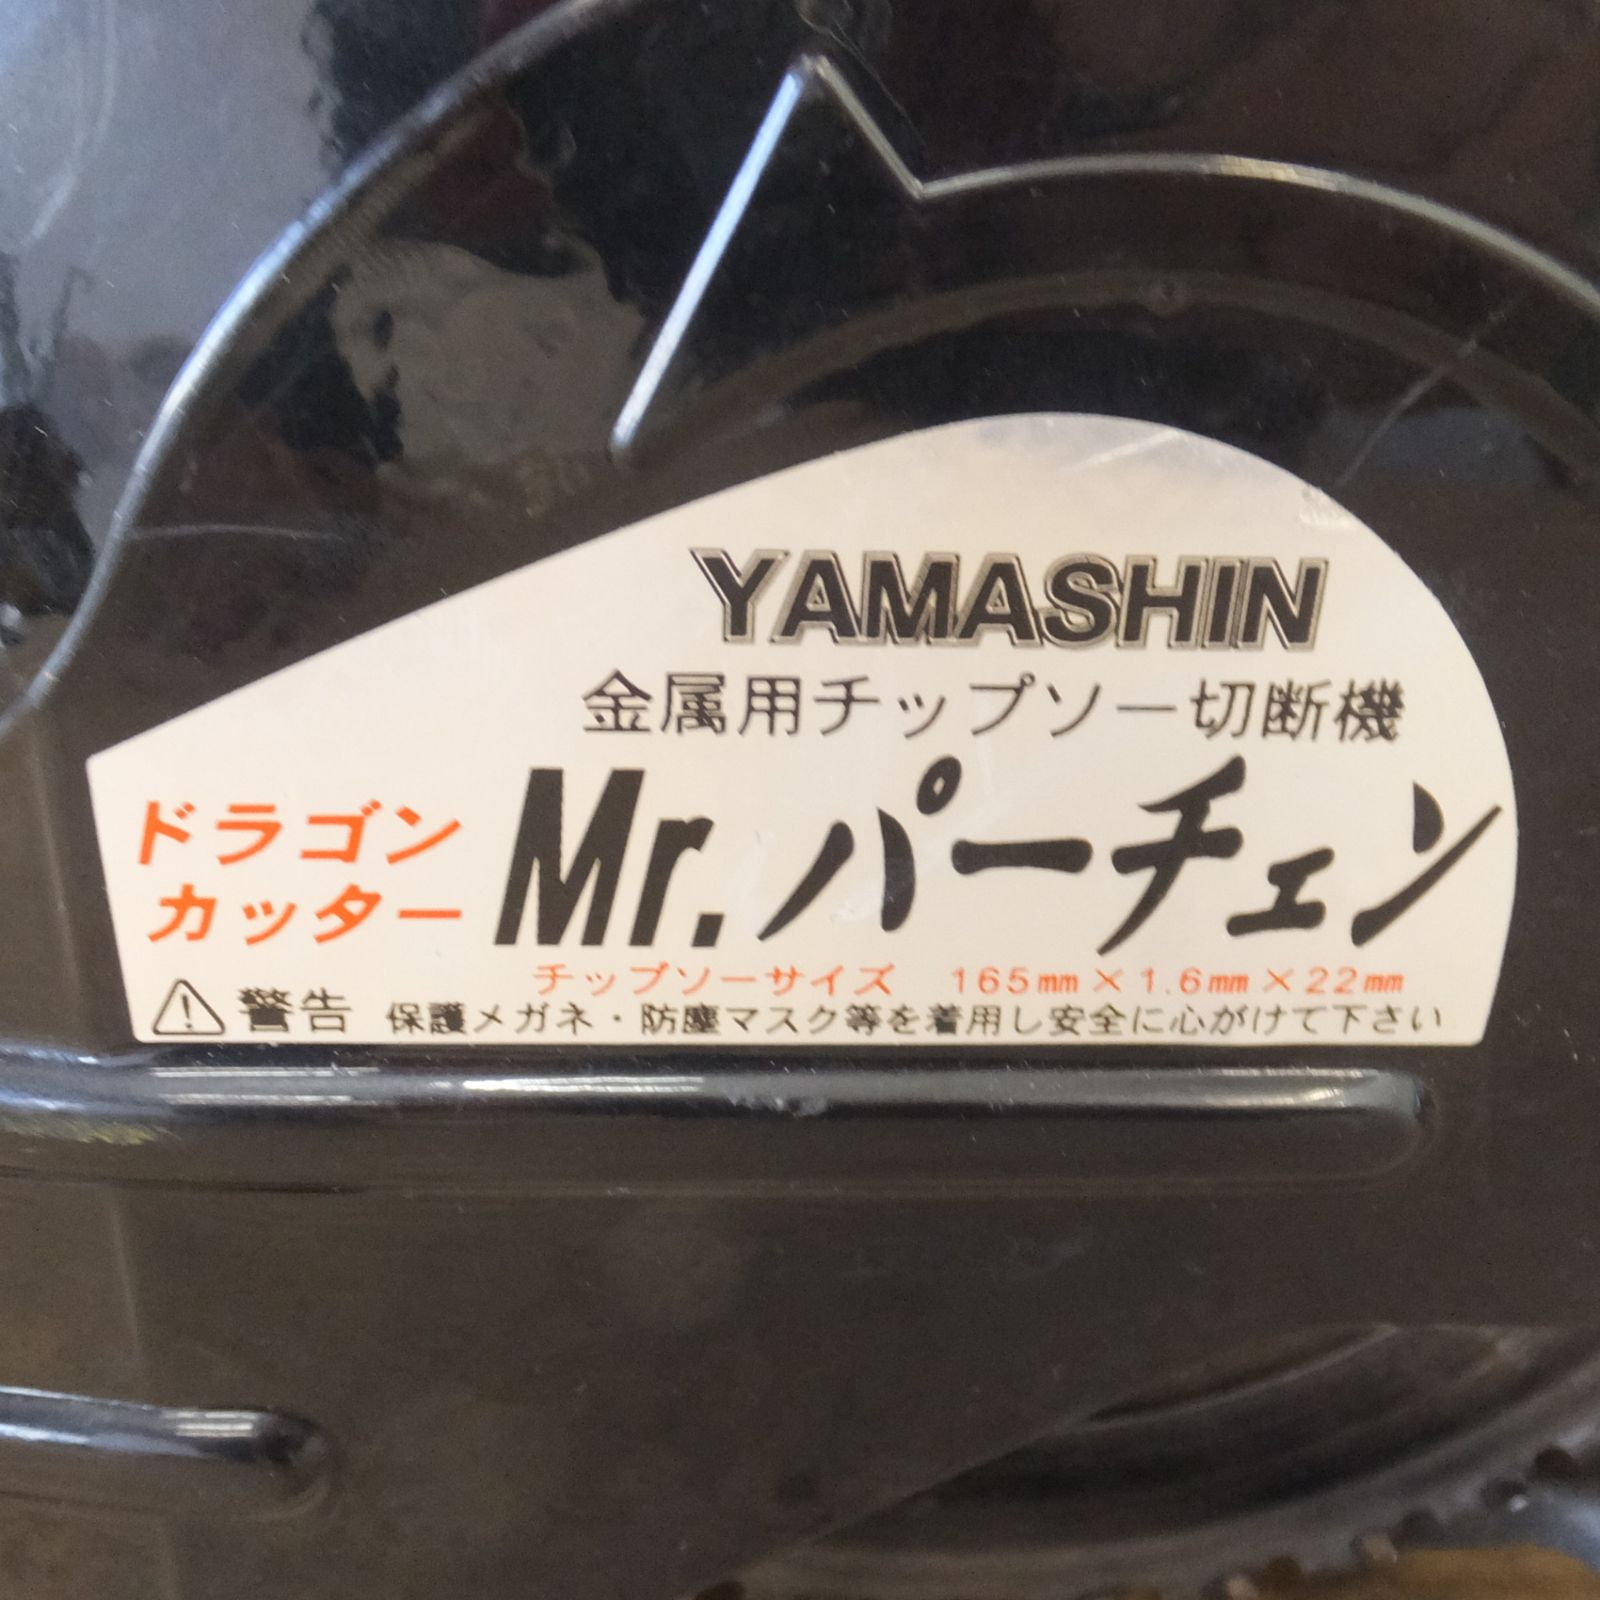 YAMASHIN
金属用チップソー切断機
ドラゴン
カッター
Mr.パーチェン
チップソーサイズ 165mm×1.6mm×22mm
警告 保護メガネ・防塵マスク等を着用し安全に心がけて下さい